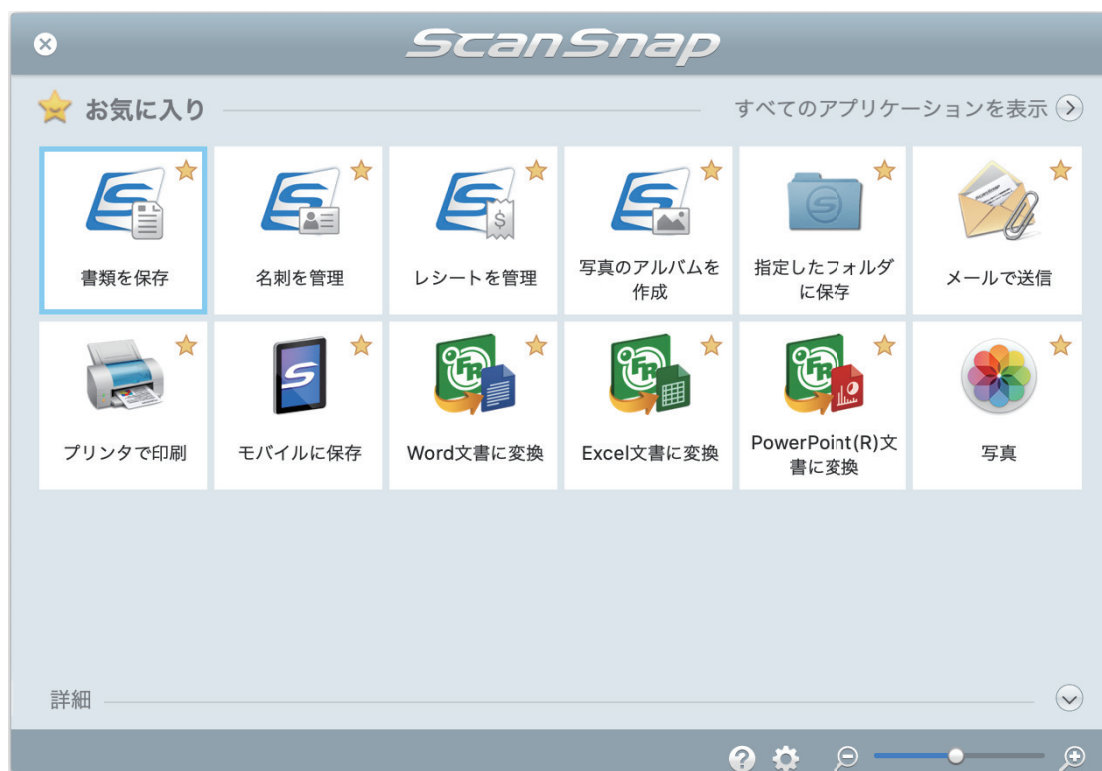 ScanSnap
お気に入り
すべてのアプリケーションを表示
書類を保存
名刺を管理
レシートを管理
写真のアルバムを
作成
指定したフォルダ
に保存
メールで送信
プリンタで印刷
モバイルに保存
Word文書に変換
Excel文書に変換
PowerPoint(R)文
書に変換
写真
詳細